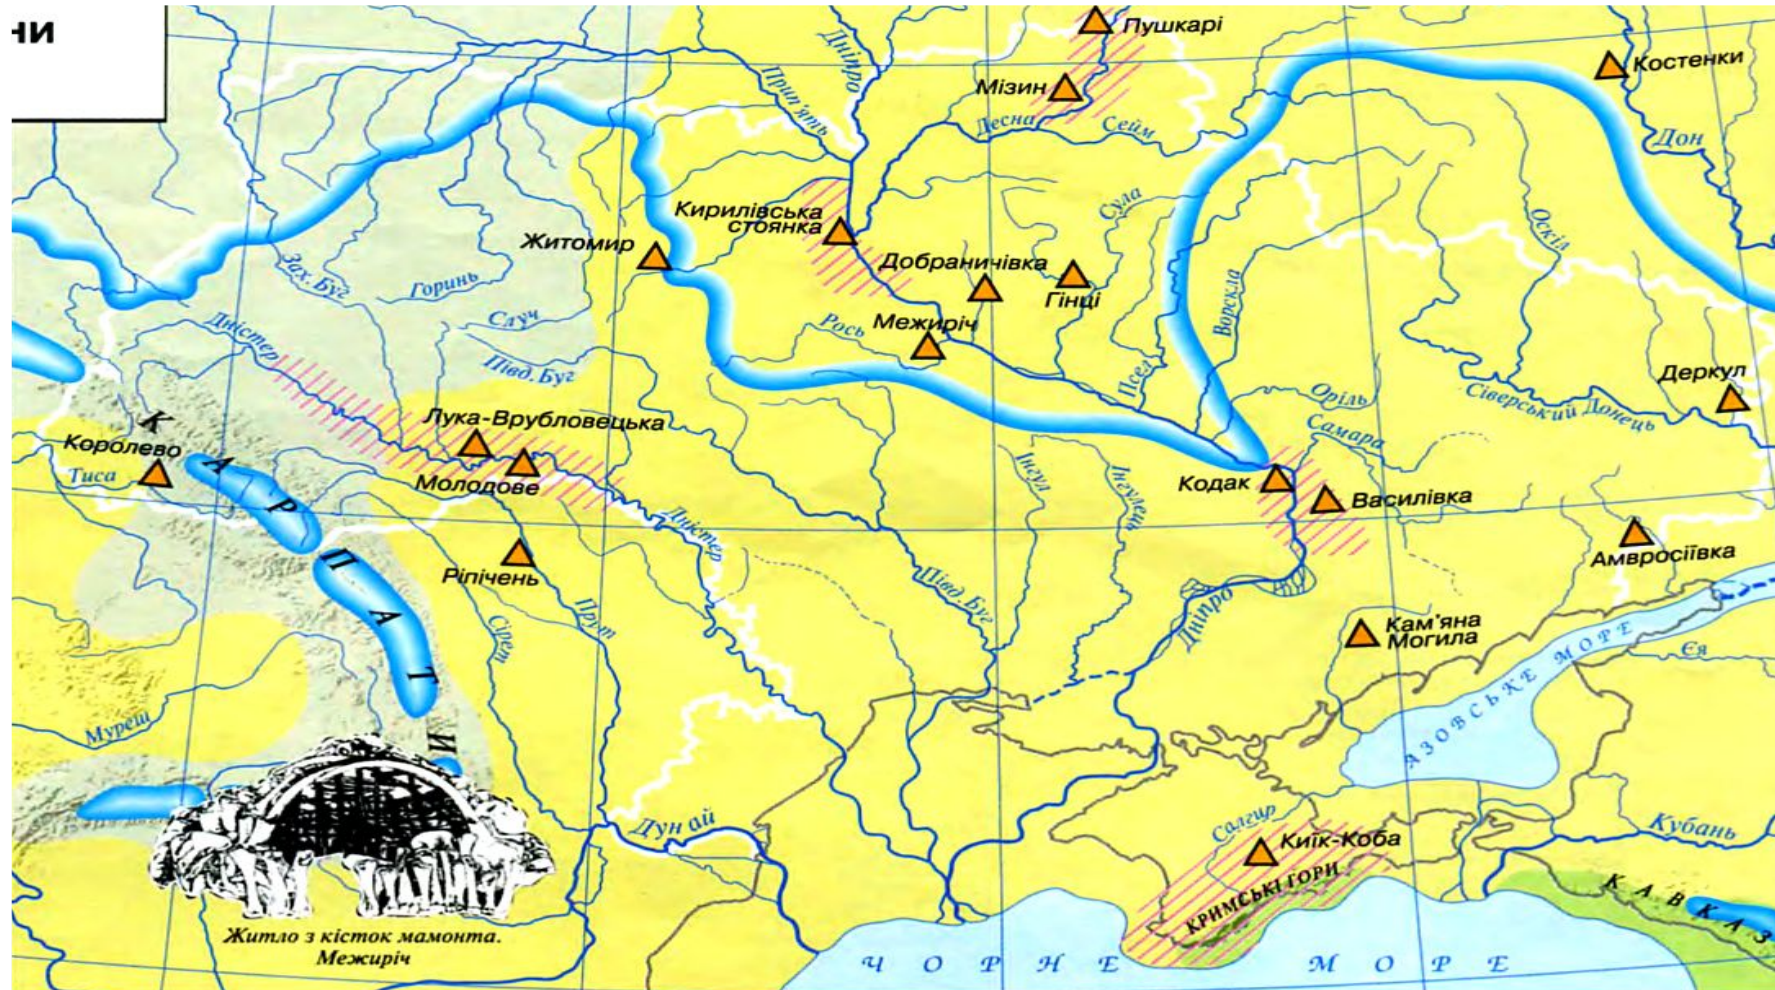 ни
Пушкарі
Дніпро
Костенки
Прип'ять
Мізин
Десна
Сейм
Дон
Сула
Оскіл
Кирилівська
стоянка
Житомир
Зах. Буг
Горинь
Добраничівка
Гінці
Ворскла
Дністер
Случ
Рось
Межиріч
Півд. Буг
Псел
Деркул
Оріль
Сіверський Донець
Лука-Врубловецька
Самара
Королево
Тиса
Молодове
Інгул
Інгулець
Кодак
Василівка
Дністер
Амвросіївка
Ріпічень
Півд. Буг
Прут
Сірет
Дніпро
Кам'яна
Могила
Єя
КАРПАТИ
АЗОВСЬКЕ МОРЕ
Муреш
Дунай
Салгир
Киїк-Коба
Кубань
КРИМСЬКІ ГОРИ
КАВКАЗ
Житло з кісток мамонта.
Межиріч
ЧОРНЕ МОРЕ